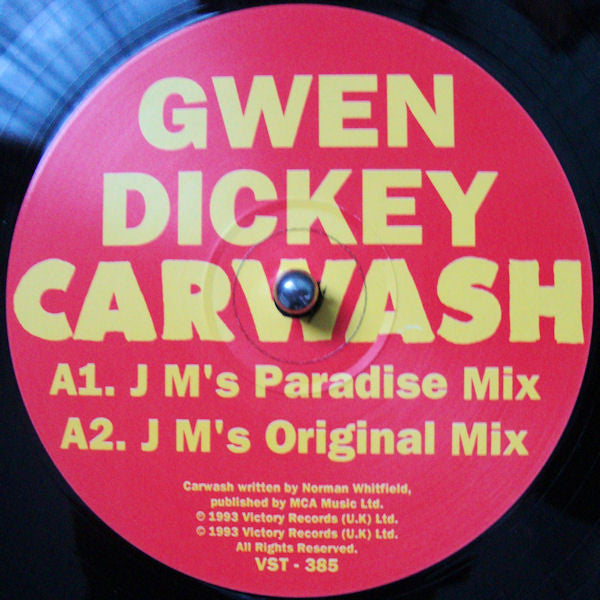 GWEN
DICKEY
CARWASH
A1. J M's Paradise Mix
A2. J M's Original Mix
Carwash written by Norman Whitfield,
published by MCA Music Ltd.
℗ 1993 Victory Records (U.K) Ltd.
© 1993 Victory Records (U.K) Ltd.
All Rights Reserved.
VST - 385